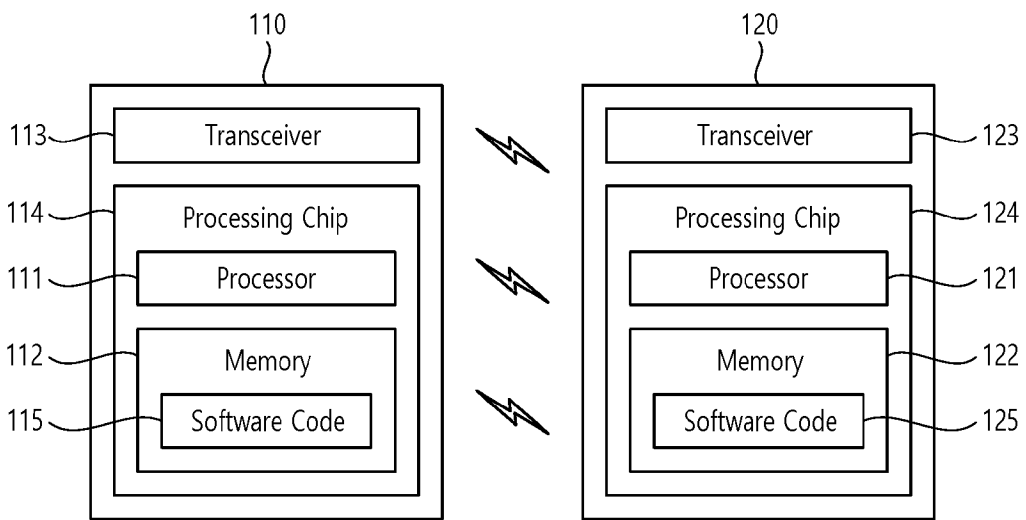 110 120
113 Transceiver Transceiver 123
114 Processing Chip Processing Chip 124
111 Processor Processor 121
112 Memory Memory 122
115 Software Code Software Code 125